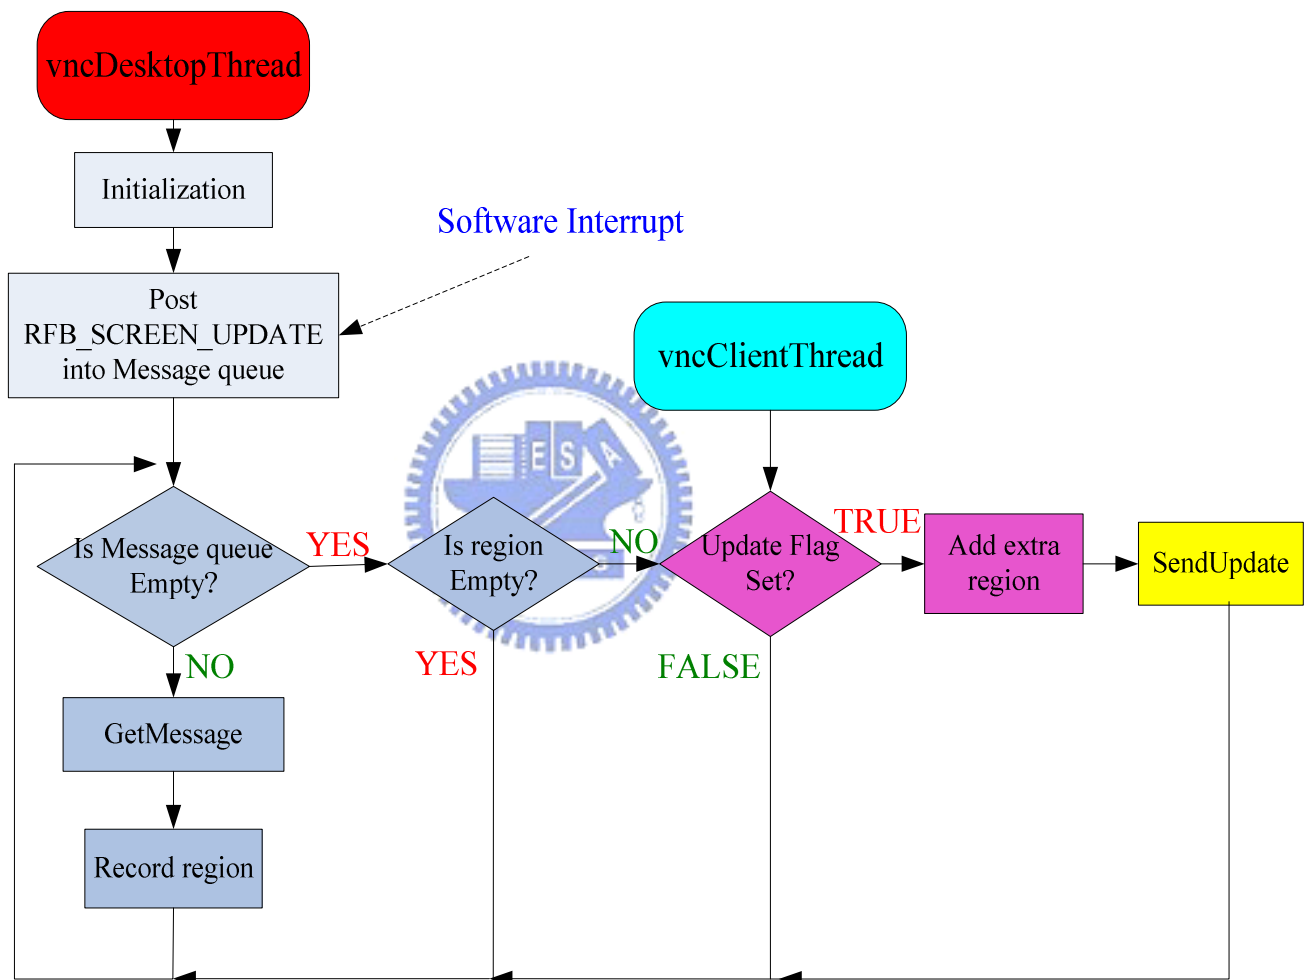 vncDesktopThread
Initialization
Software Interrupt
Post
RFB_SCREEN_UPDATE
into Message queue
vncClientThread
E S A
Is Message queue
Empty?
YES
Is region
Empty?
NO
Update Flag
Set?
TRUE
Add extra
region
SendUpdate
YES
FALSE
NO
GetMessage
Record region